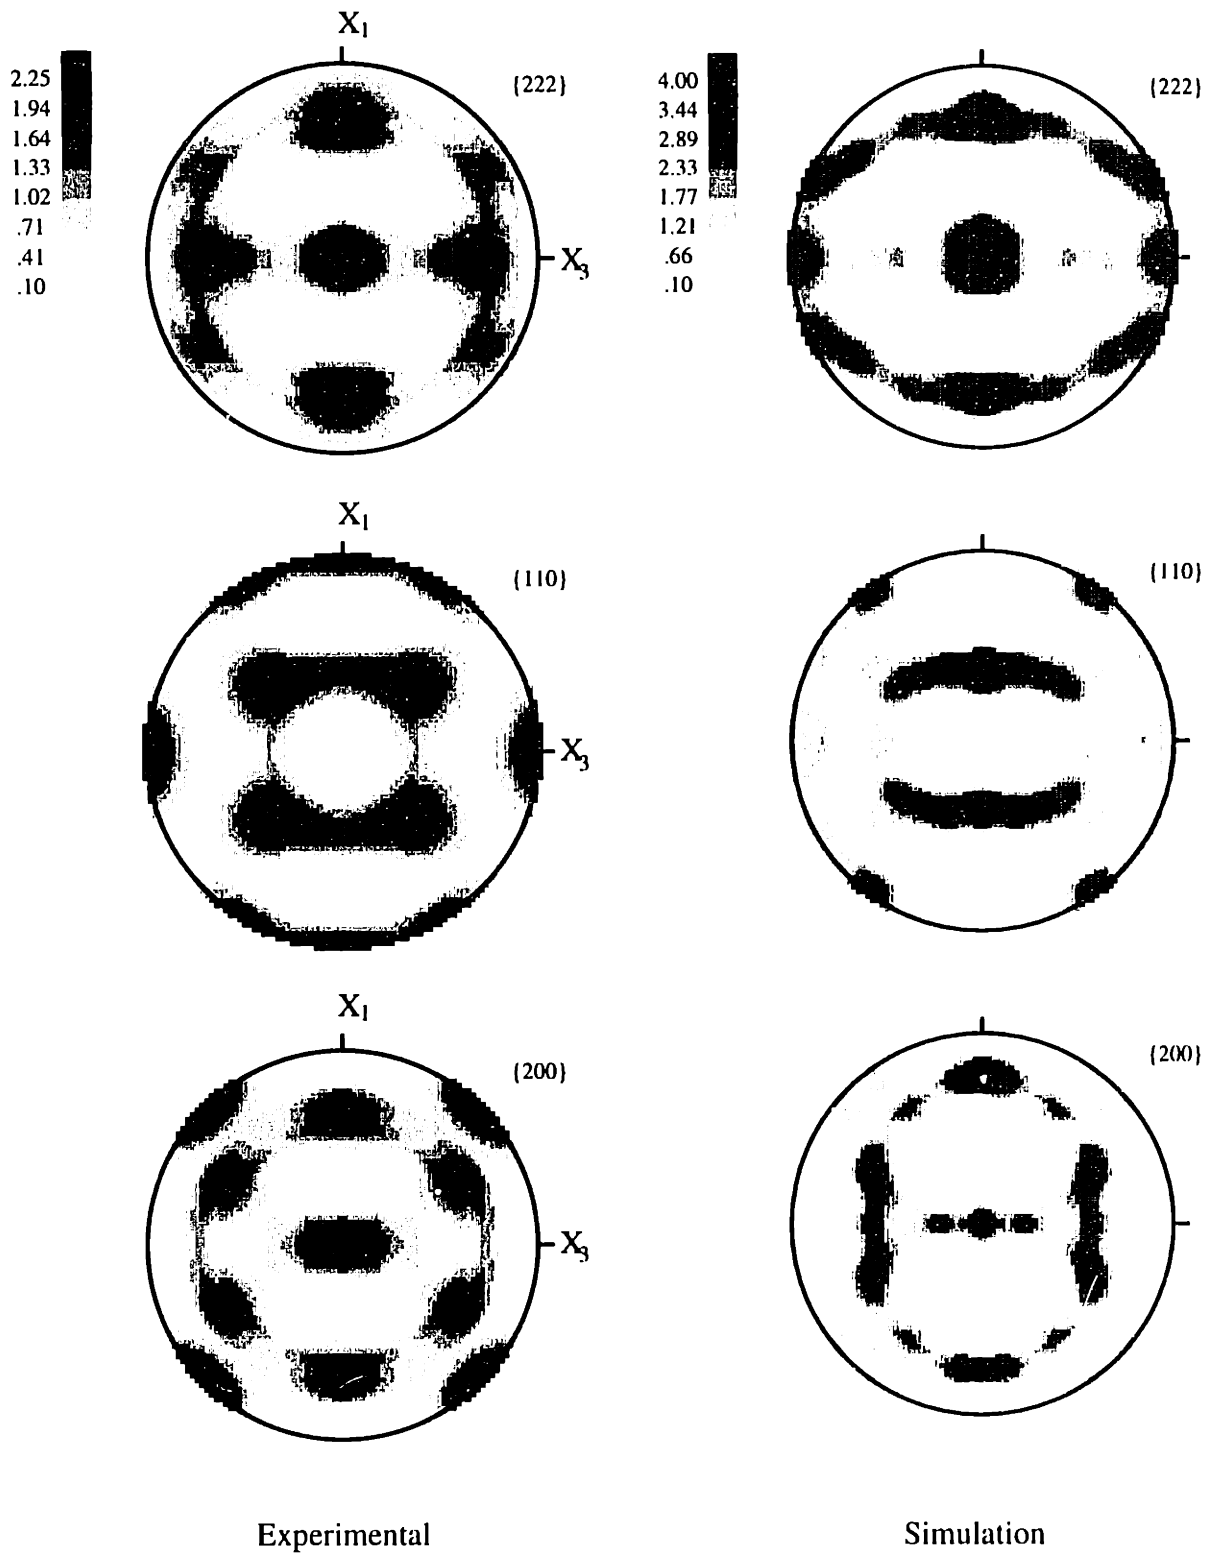 X1
2.25
1.94
1.64
1.33
1.02
.71
.41
.10
{222}
X3
4.00
3.44
2.89
2.33
1.77
1.21
.66
.10
{222}
X1
{110}
X3
{110}
X1
{200}
X3
{200}
Experimental
Simulation